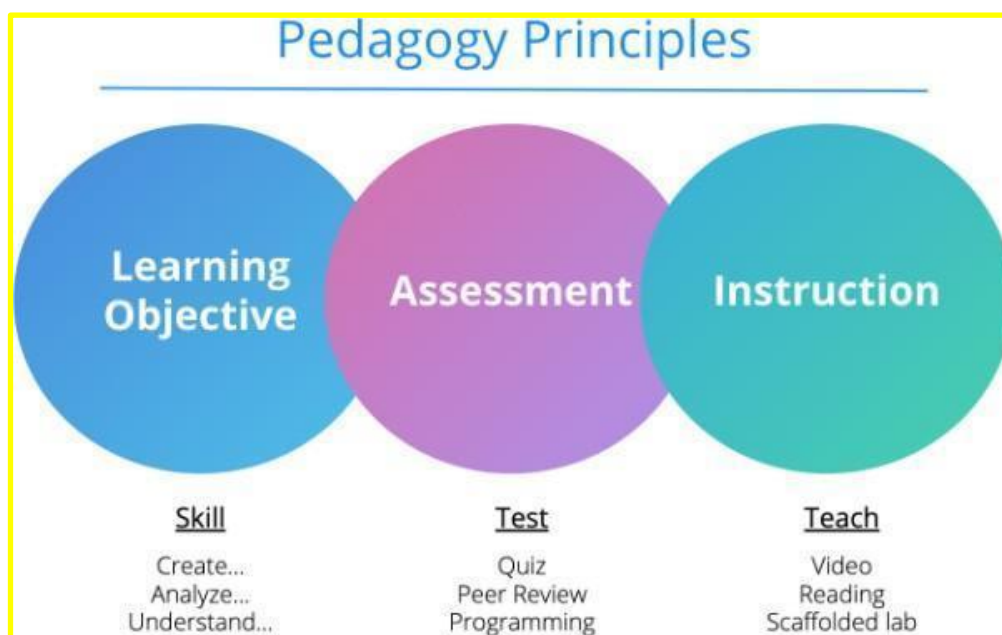 Pedagogy Principles
Learning
Objective
Assessment
Instruction
Skill
Create...
Analyze...
Understand...
Test
Quiz
Peer Review
Programming
Teach
Video
Reading
Scaffolded lab